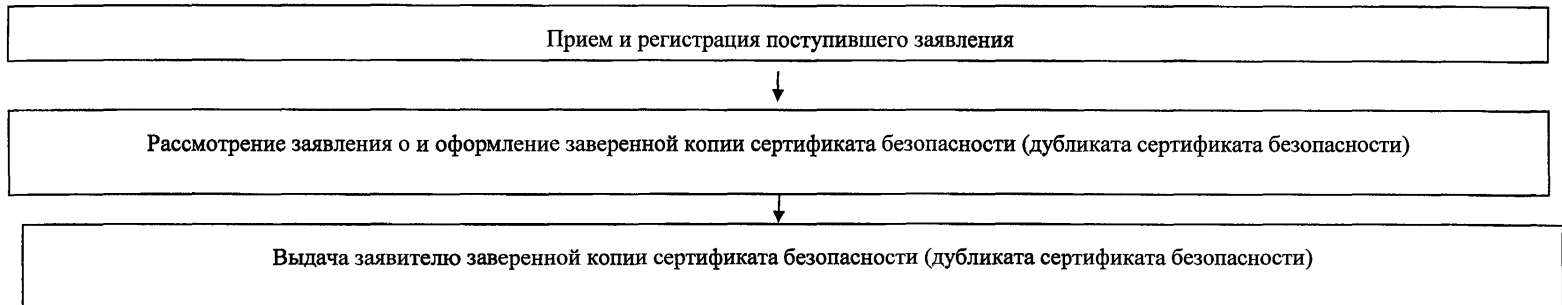 Прием и регистрация поступившего заявления
Рассмотрение заявления о и оформление заверенной копии сертификата безопасности (дубликата сертификата безопасности)
Выдача заявителю заверенной копии сертификата безопасности (дубликата сертификата безопасности)